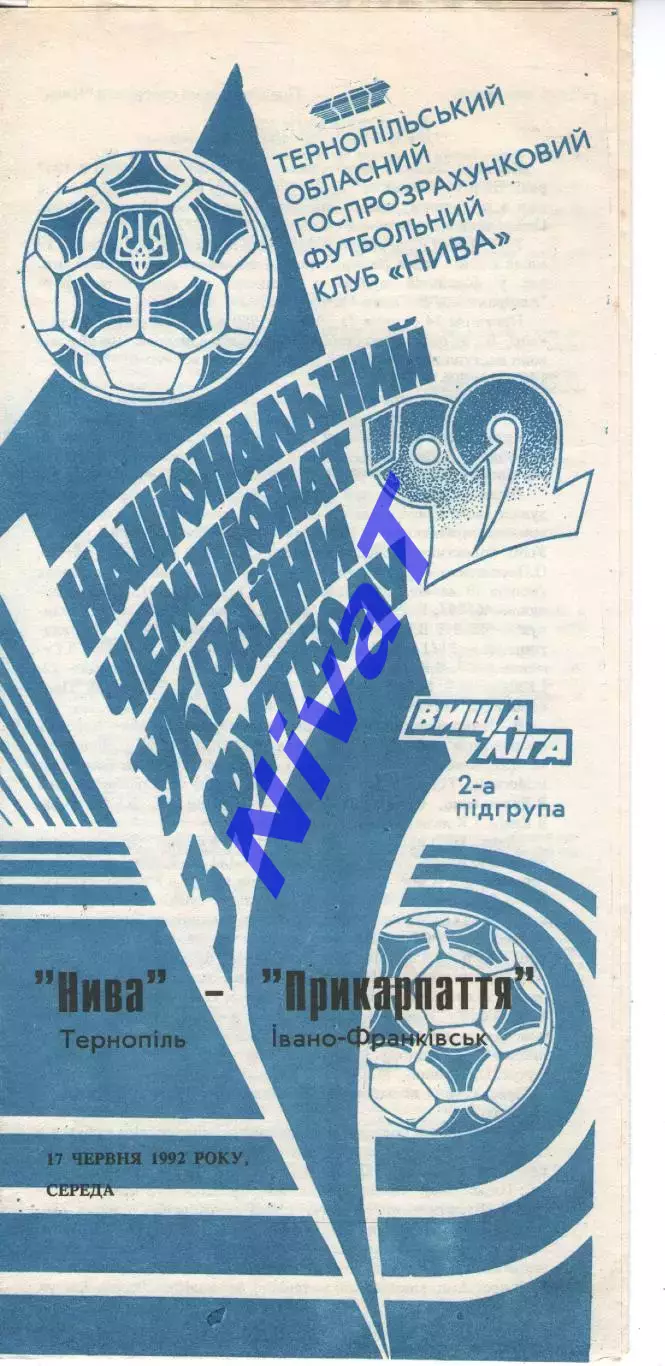 ТЕРНОПІЛЬСЬКИЙ
ОБЛАСНИЙ
ГОСПРОЗРАХУНКОВИЙ
ФУТБОЛЬНИЙ
КЛУБ «НИВА»
НАЦІОНАЛЬНИЙ
ЧЕМПІОНАТ
УКРАЇНИ
З ФУТБОЛУ
'92
NivaT
ВИЩА
ЛІГА
2-а
підгрупа
"Нива" - "Прикарпаття"
Тернопіль Івано-Франківськ
17 ЧЕРВНЯ 1992 РОКУ,
СЕРЕДА